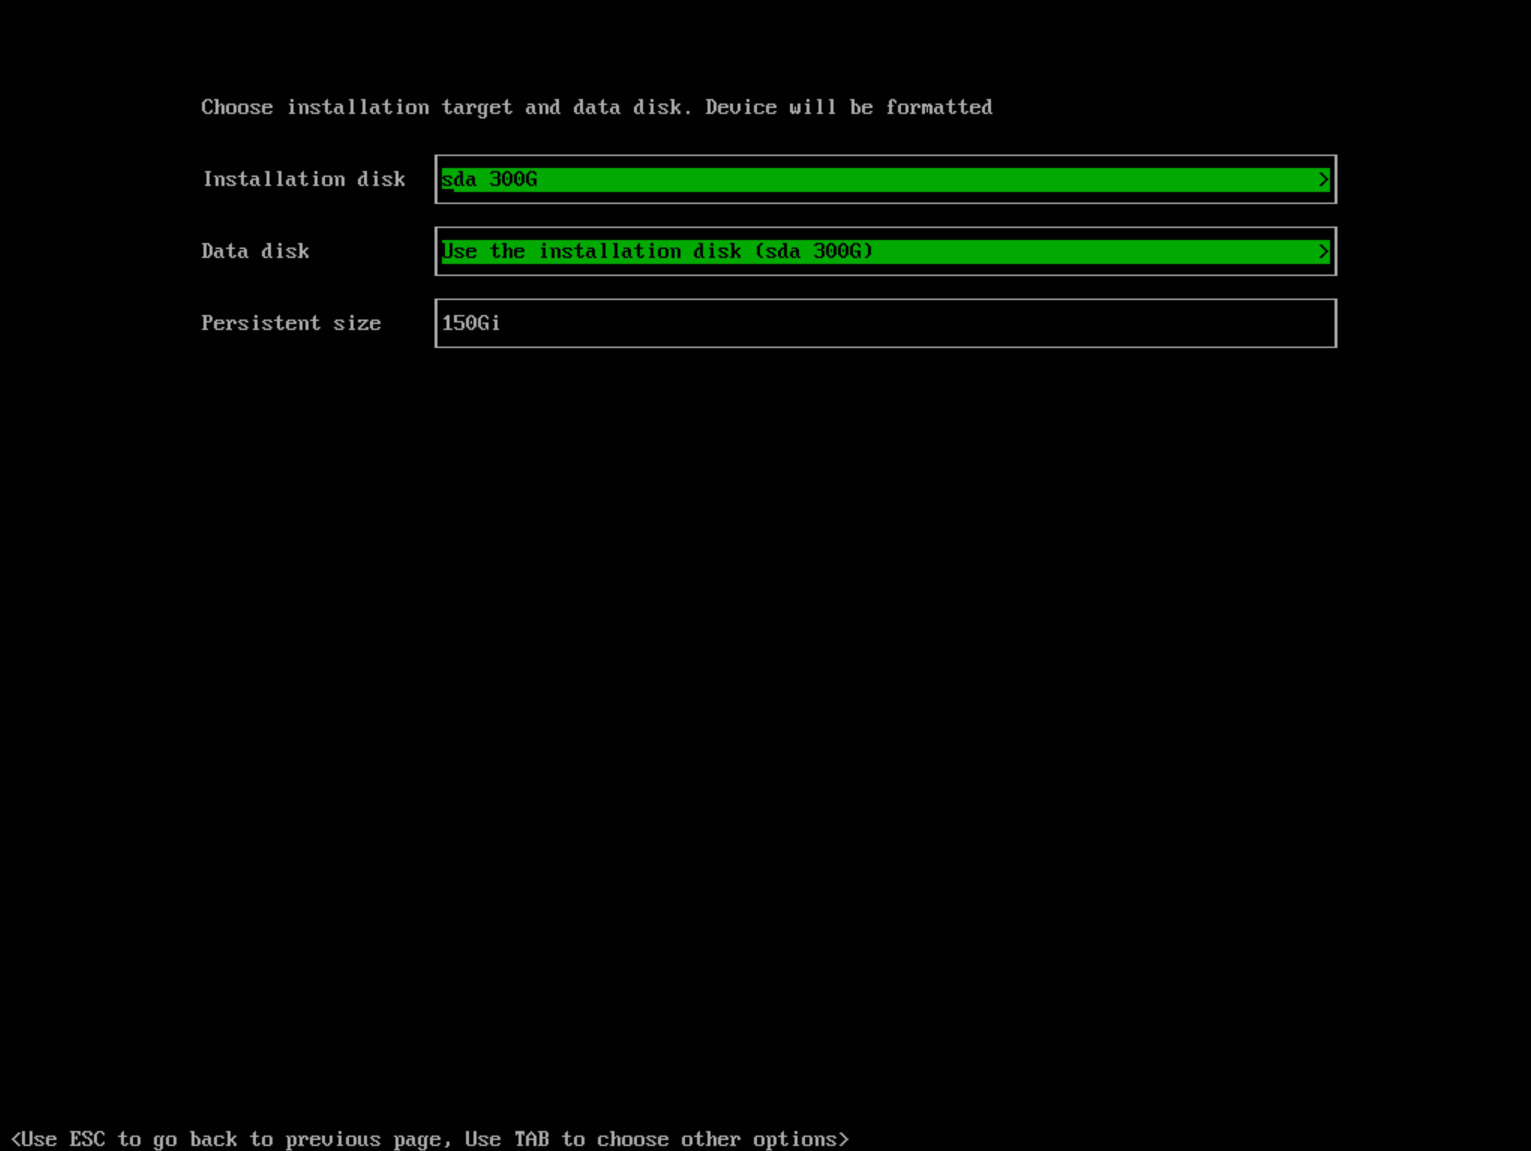 Choose installation target and data disk. Device will be formatted
Installation disk sda 300G >
Data disk Use the installation disk (sda 300G) >
Persistent size 150Gi
<Use ESC to go back to previous page, Use TAB to choose other options>